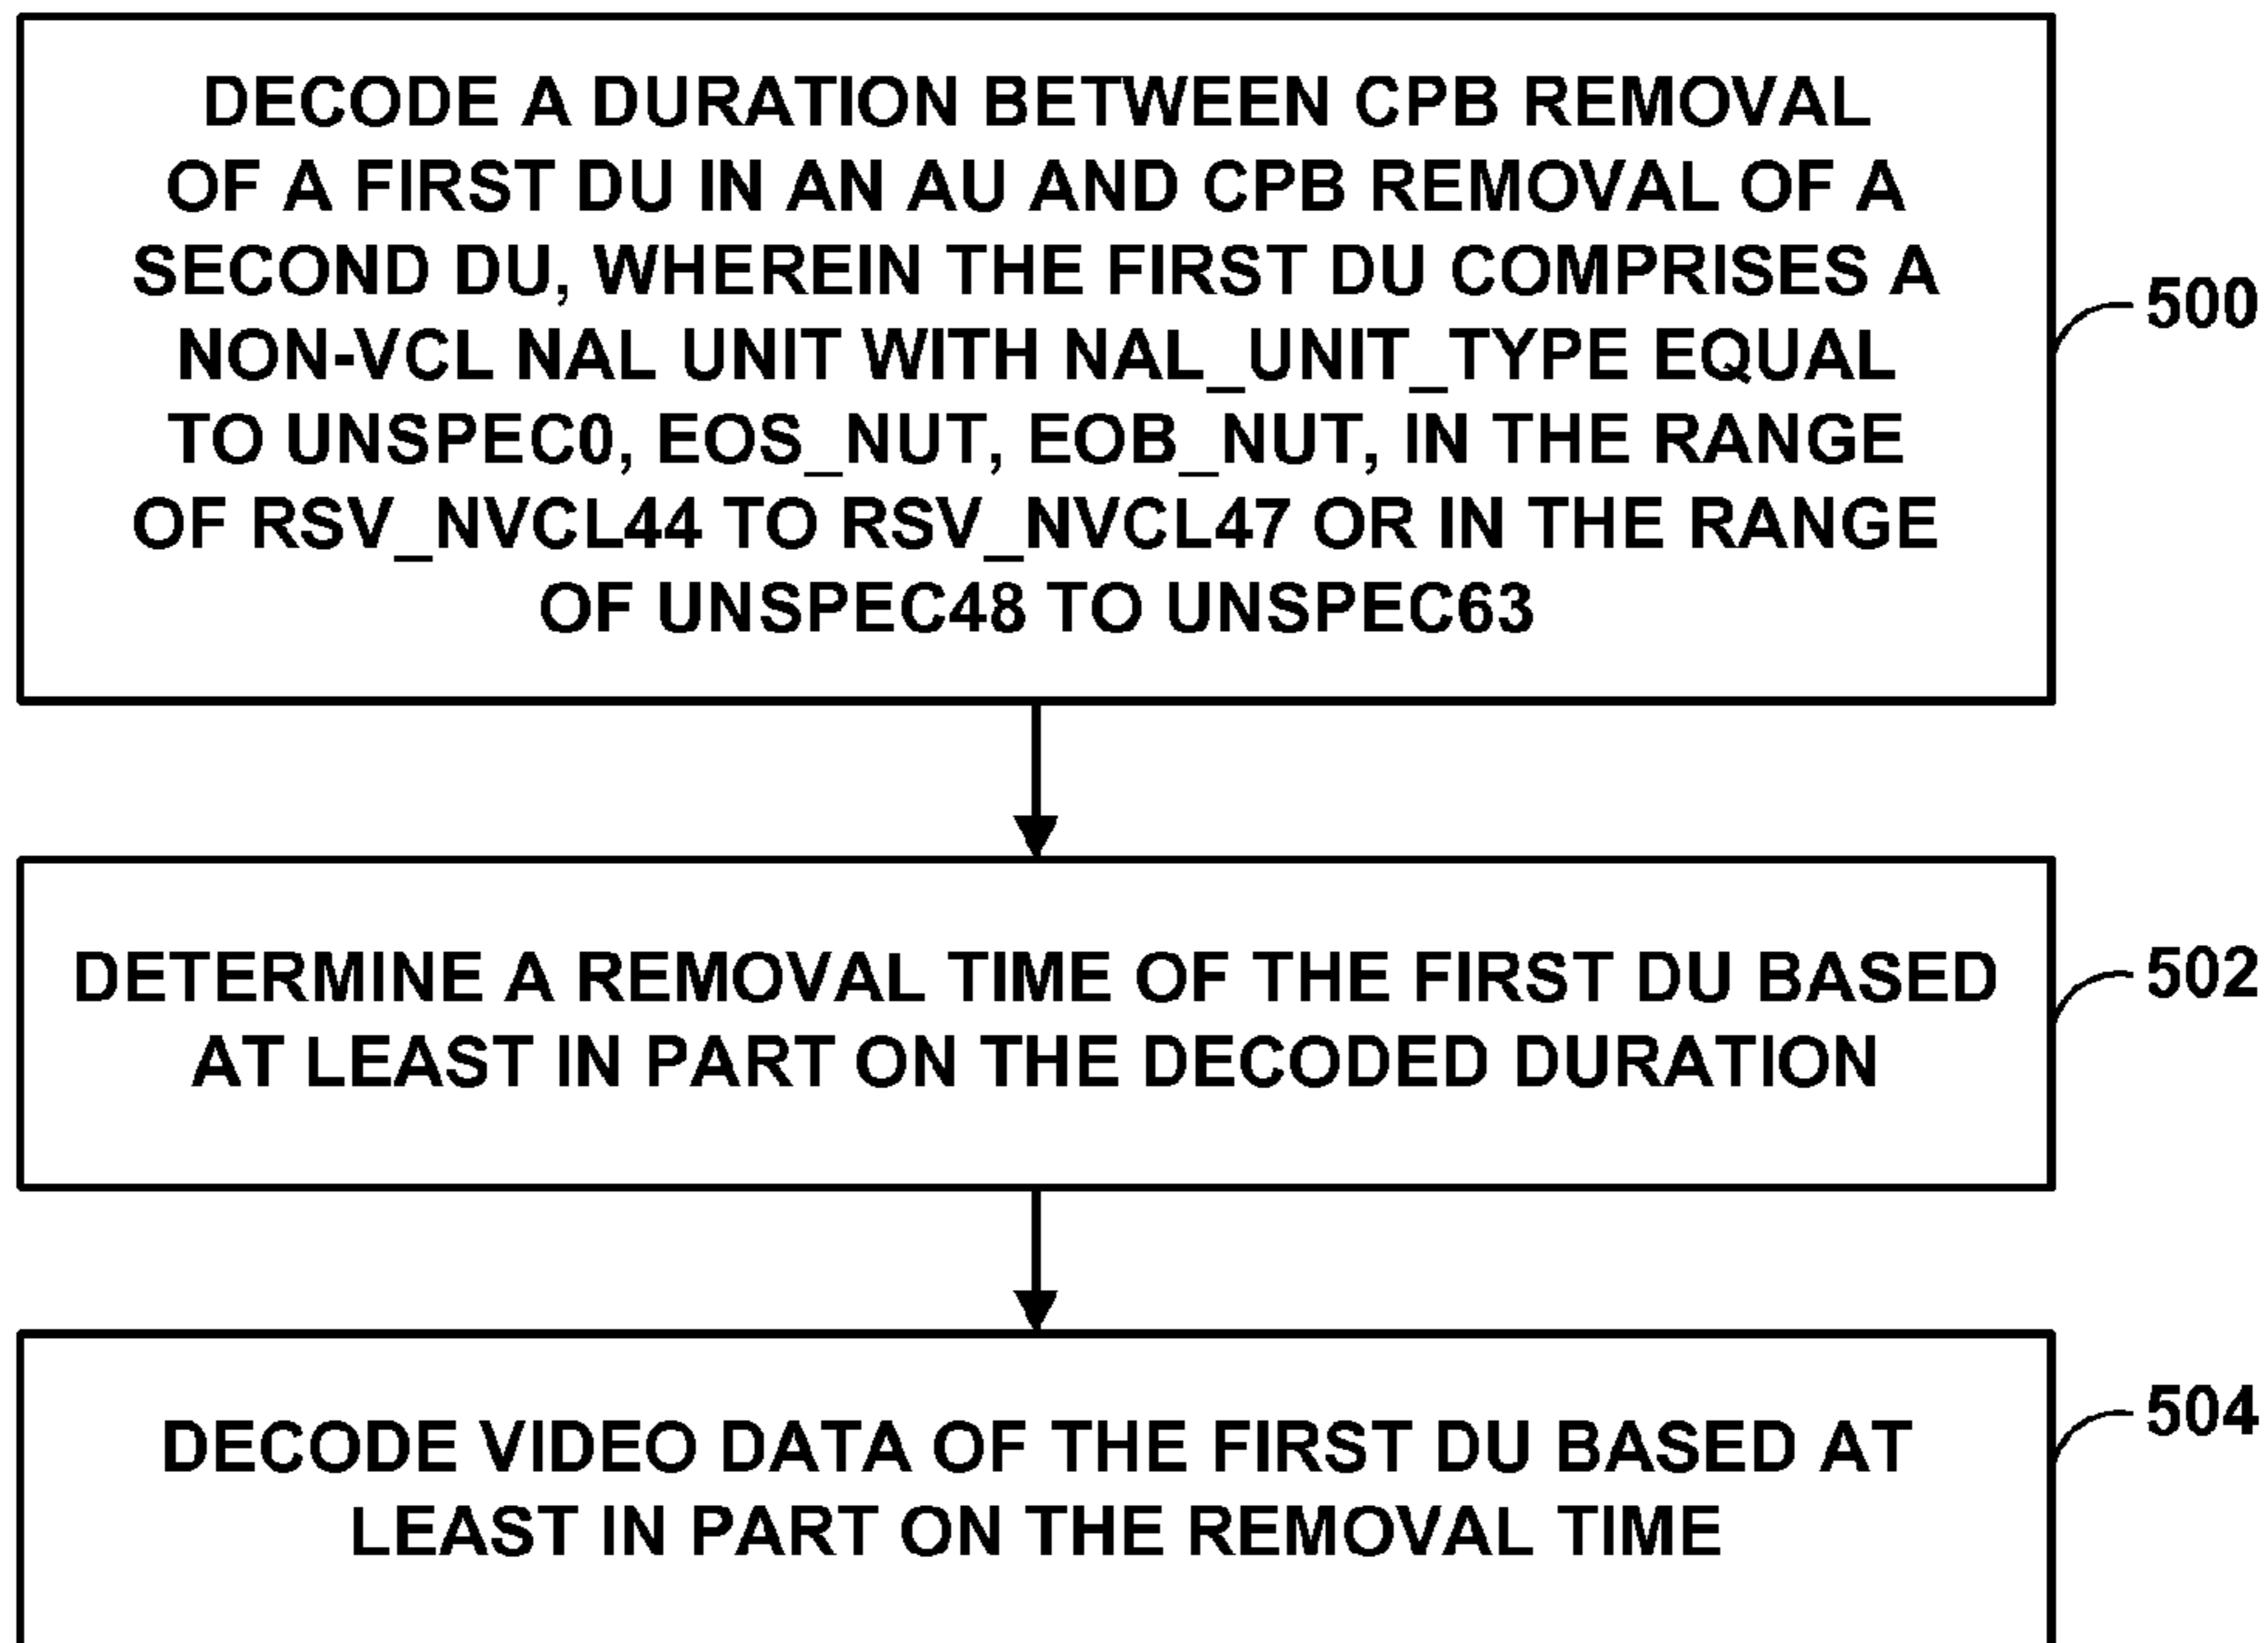 DECODE A DURATION BETWEEN CPB REMOVAL
OF A FIRST DU IN AN AU AND CPB REMOVAL OF A
SECOND DU, WHEREIN THE FIRST DU COMPRISES A
NON-VCL NAL UNIT WITH NAL_UNIT_TYPE EQUAL
TO UNSPEC0, EOS_NUT, EOB_NUT, IN THE RANGE
OF RSV_NVCL44 TO RSV_NVCL47 OR IN THE RANGE
OF UNSPEC48 TO UNSPEC63
500
DETERMINE A REMOVAL TIME OF THE FIRST DU BASED
AT LEAST IN PART ON THE DECODED DURATION
502
DECODE VIDEO DATA OF THE FIRST DU BASED AT
LEAST IN PART ON THE REMOVAL TIME
504